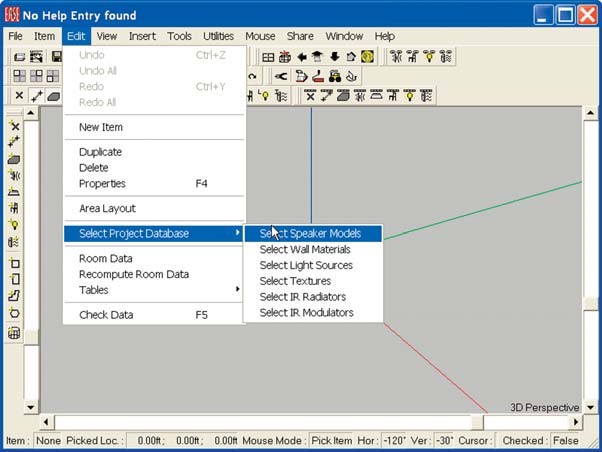 EASE No Help Entry found
File Item Edit View Insert Tools Utilities Mouse Share Window Help
Undo Ctrl+Z
Undo All
Redo Ctrl+Y
Redo All
New Item
Duplicate
Delete
Properties F4
Area Layout
Select Project Database
Select Speaker Models
Select Wall Materials
Select Light Sources
Select Textures
Select IR Radiators
Select IR Modulators
Room Data
Recompute Room Data
Tables
Check Data F5
3D Perspective
Item : None Picked Loc. : 0.00ft ; 0.00ft ; 0.00ft Mouse Mode : Pick Item Hor : -120° Ver : -30° Cursor : Checked : False